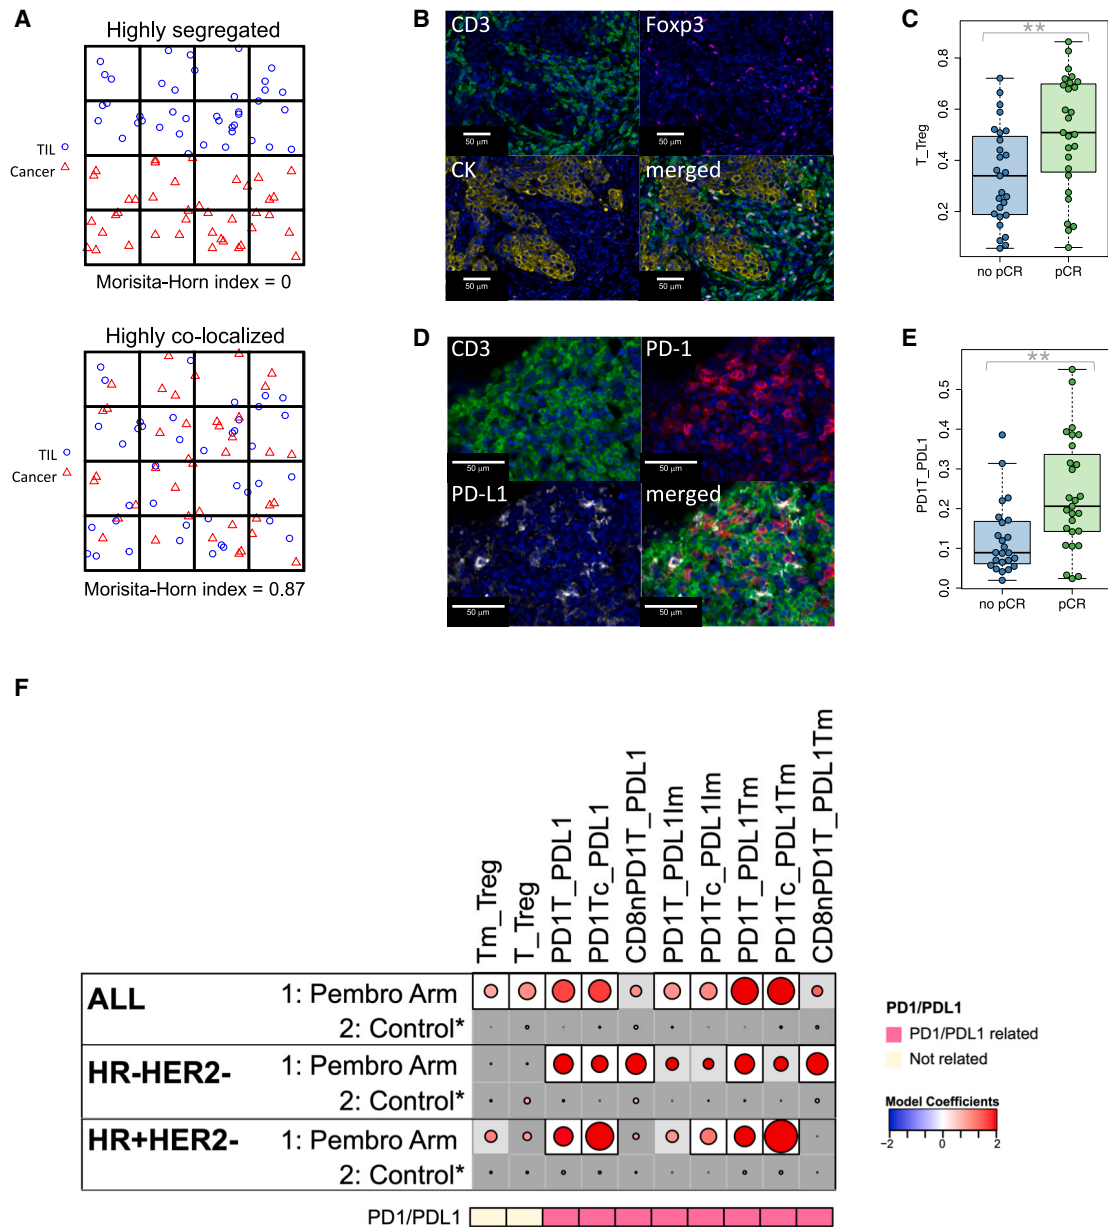 A
Highly segregated
TIL
Cancer
Morisita-Horn index = 0
Highly co-localized
TIL
Cancer
Morisita-Horn index = 0.87
B
CD3
Foxp3
50 µm
50 µm
CK
merged
50 µm
50 µm
C
**
T_Treg
0.8
0.6
0.4
0.2
no pCR
pCR
D
CD3
PD-1
50 µm
50 µm
PD-L1
merged
50 µm
50 µm
E
**
PD1T_PDL1
0.5
0.4
0.3
0.2
0.1
0.0
no pCR
pCR
F
Tm_Treg
T_Treg
PD1T_PDL1
PD1Tc_PDL1
CD8nPD1T_PDL1
PD1T_PDL1Im
PD1Tc_PDL1Im
PD1T_PDL1Tm
PD1Tc_PDL1Tm
CD8nPD1T_PDL1Tm
ALL
1: Pembro Arm
2: Control*
HR-HER2-
1: Pembro Arm
2: Control*
HR+HER2-
1: Pembro Arm
2: Control*
PD1/PDL1
PD1/PDL1
PD1/PDL1 related
Not related
Model Coefficients
−2 0 2